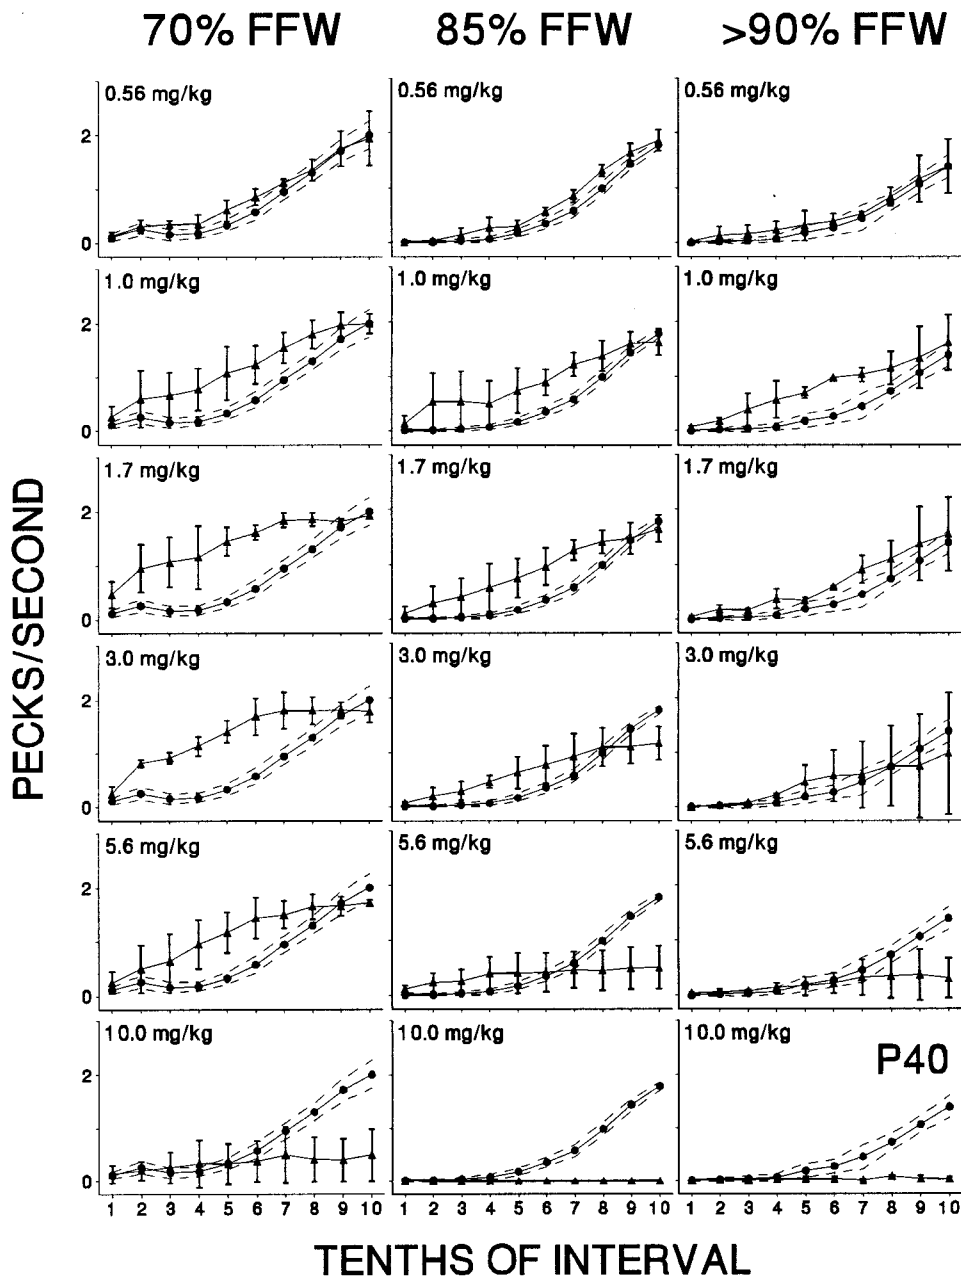 70% FFW 85% FFW >90% FFW
0.56 mg/kg 0.56 mg/kg 0.56 mg/kg
2
0
1.0 mg/kg 1.0 mg/kg 1.0 mg/kg
2
0
1.7 mg/kg 1.7 mg/kg 1.7 mg/kg
2
0
PECKS/SECOND
3.0 mg/kg 3.0 mg/kg 3.0 mg/kg
2
0
5.6 mg/kg 5.6 mg/kg 5.6 mg/kg
2
0
10.0 mg/kg 10.0 mg/kg 10.0 mg/kg
P40
2
0
1 2 3 4 5 6 7 8 9 10 1 2 3 4 5 6 7 8 9 10 1 2 3 4 5 6 7 8 9 10
TENTHS OF INTERVAL